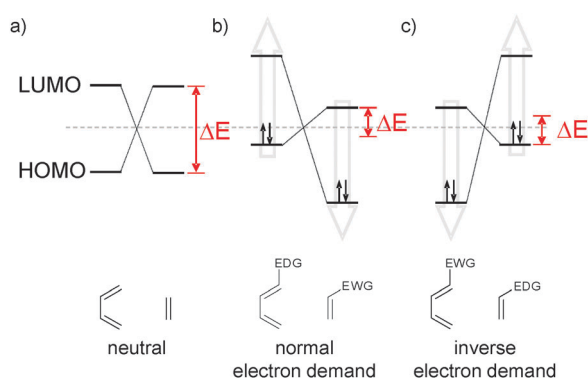 a)
b)
c)
LUMO
HOMO
ΔE
ΔE
ΔE
EDG
EWG
EWG
EDG
neutral
normal
electron demand
inverse
electron demand